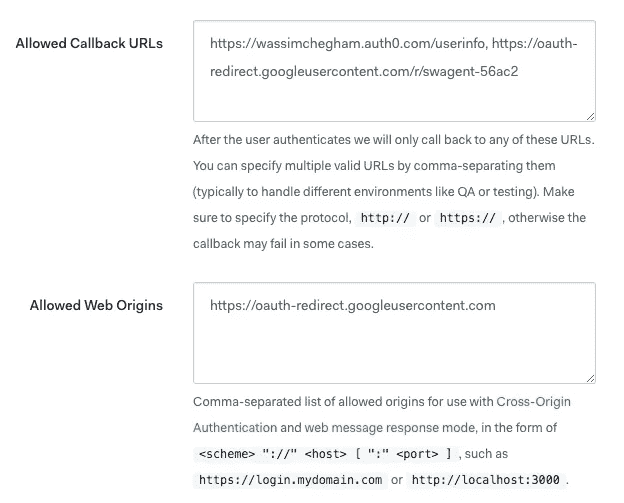 Allowed Callback URLs
https://wassimchegham.auth0.com/userinfo, https://oauth-
redirect.googleusercontent.com/r/swagent-56ac2
After the user authenticates we will only call back to any of these URLs.
You can specify multiple valid URLs by comma-separating them
(typically to handle different environments like QA or testing). Make
sure to specify the protocol, http:// or https:// , otherwise the
callback may fail in some cases.
Allowed Web Origins
https://oauth-redirect.googleusercontent.com
Comma-separated list of allowed origins for use with Cross-Origin
Authentication and web message response mode, in the form of
<scheme> "://" <host> [ ":" <port> ] , such as
https://login.mydomain.com or http://localhost:3000 .